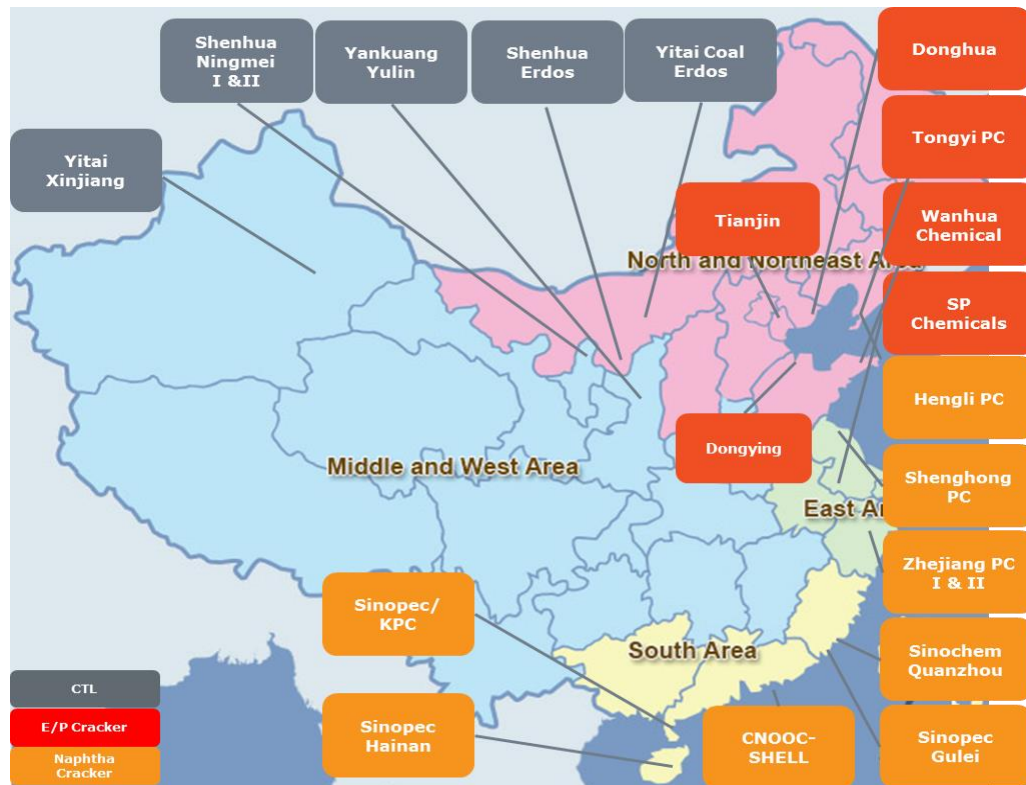 Shenhua
Ningmei
I &II
Yankuang
Yulin
Shenhua
Erdos
Yitai Coal
Erdos
Donghua
Tongyi PC
Yitai
Xinjiang
Tianjin
Wanhua
Chemical
North and Northeast Area
SP
Chemicals
Hengli PC
Dongying
Middle and West Area
Shenghong
PC
East Ar
Zhejiang PC
I & II
Sinopec/
KPC
South Area
Sinochem
Quanzhou
CTL
E/P Cracker
Naphtha
Cracker
Sinopec
Hainan
CNOOC-
SHELL
Sinopec
Gulei